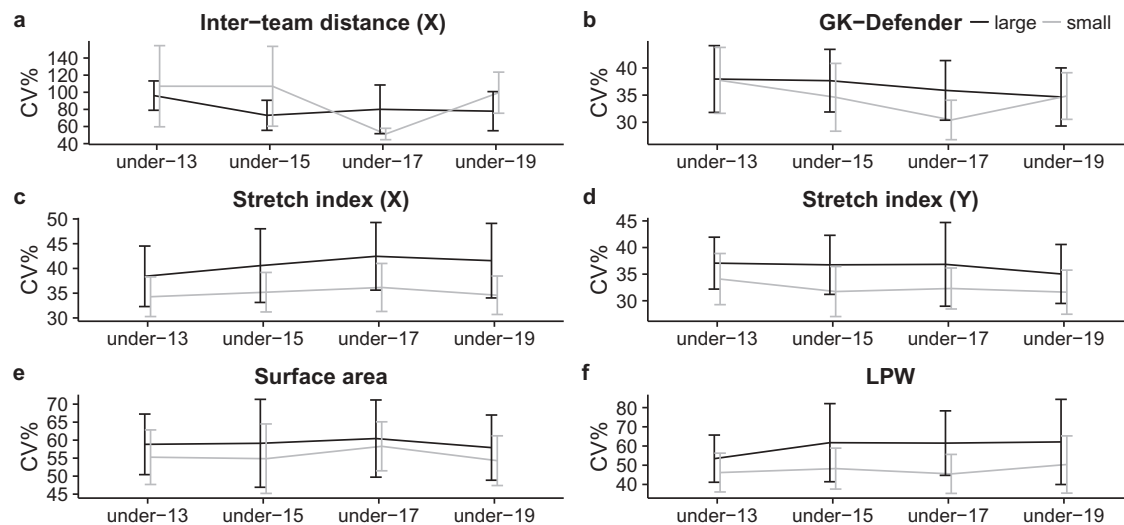 a Inter−team distance (X)
CV%
140
120
100
80
60
40
under−13 under−15 under−17 under−19
b GK−Defender large small
CV%
40
35
30
under−13 under−15 under−17 under−19
c Stretch index (X)
CV%
50
45
40
35
30
under−13 under−15 under−17 under−19
d Stretch index (Y)
CV%
45
40
35
30
under−13 under−15 under−17 under−19
e Surface area
CV%
70
65
60
55
50
45
under−13 under−15 under−17 under−19
f LPW
CV%
80
70
60
50
40
under−13 under−15 under−17 under−19